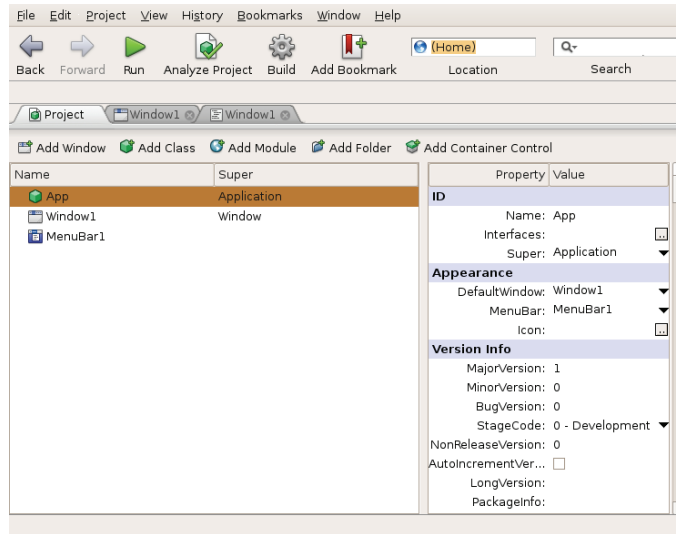 File Edit Project View History Bookmarks Window Help
Back Forward Run Analyze Project Build Add Bookmark (Home) Location Search
Project Window1 Window1
Add Window Add Class Add Module Add Folder Add Container Control
Name Super
App Application
Window1 Window
MenuBar1
Property Value
ID
Name: App
Interfaces: ..
Super: Application
Appearance
DefaultWindow: Window1
MenuBar: MenuBar1
Icon: ..
Version Info
MajorVersion: 1
MinorVersion: 0
BugVersion: 0
StageCode: 0 - Development
NonReleaseVersion: 0
AutoIncrementVer...
LongVersion:
PackageInfo: